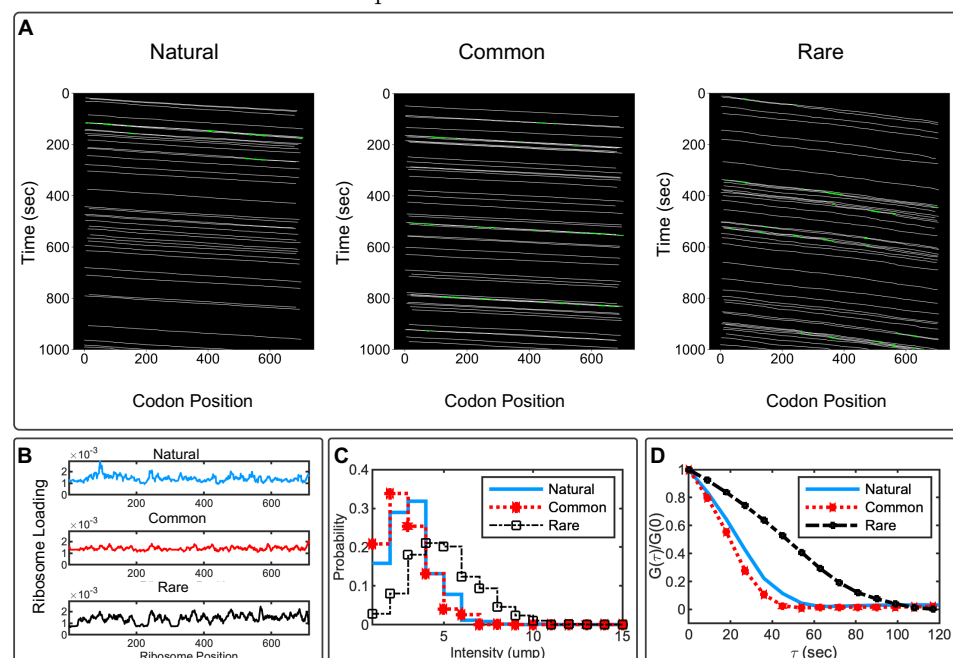 A
Natural
Common
Rare
Time (sec)
0
200
400
600
800
1000
0 200 400 600
Time (sec)
0
200
400
600
800
1000
0 200 400 600
Time (sec)
0
200
400
600
800
1000
0 200 400 600
Codon Position
Codon Position
Codon Position
B
Ribosome Loading
×10⁻³
Natural
2
1
0
0 200 400 600
×10⁻³
Common
2
1
0
0 200 400 600
×10⁻³
Rare
2
1
0
0 200 400 600
Ribosome Position
C
Probability
0.4
0.3
0.2
0.1
0
5 10 15
Natural
Common
Rare
Intensity (ump)
D
G(τ)/G(0)
1
0.8
0.6
0.4
0.2
0
0 20 40 60 80 100 120
Natural
Common
Rare
τ (sec)